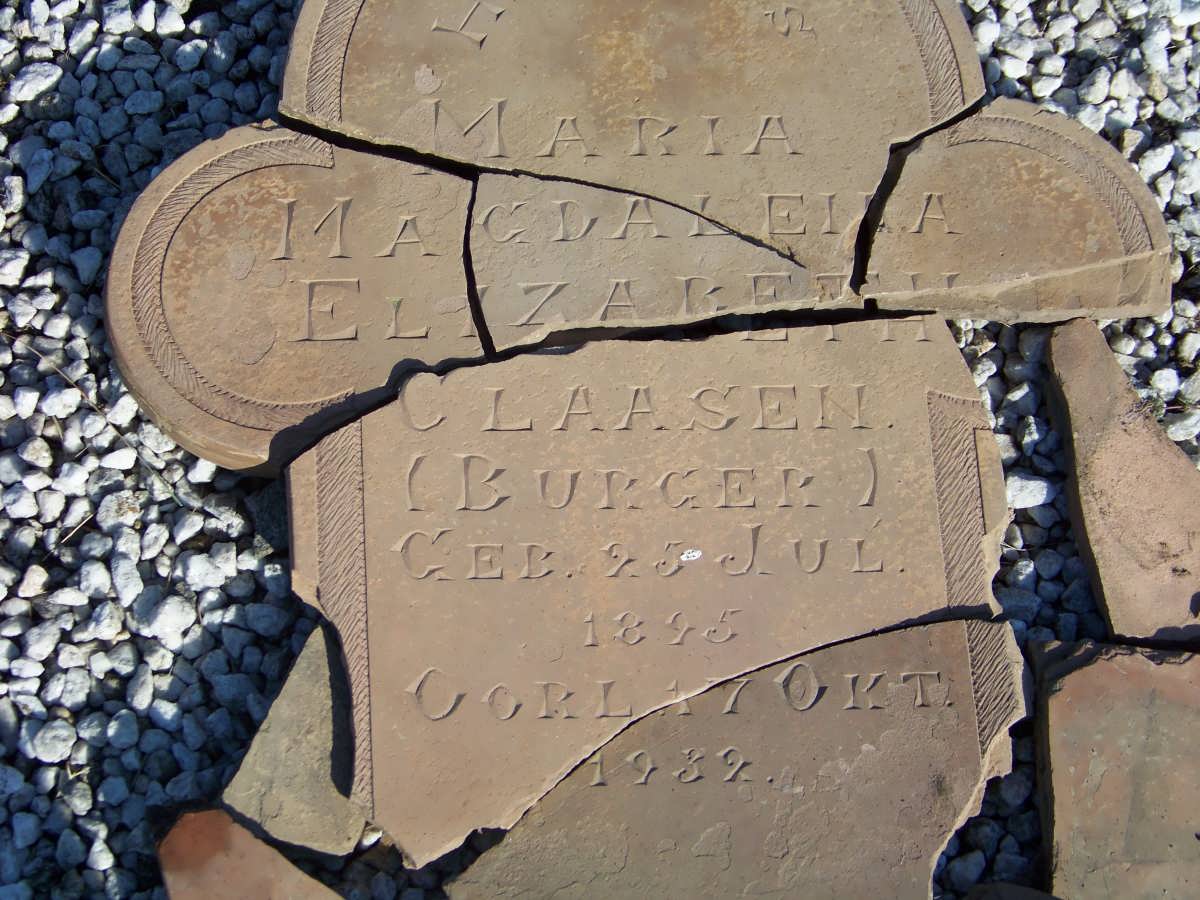 MARIA
MAGDALENA
ELIZABETH
CLAASEN.
(BURGER)
GEB. 25 JUL.
1895
OORL 17 OKT.
1932.